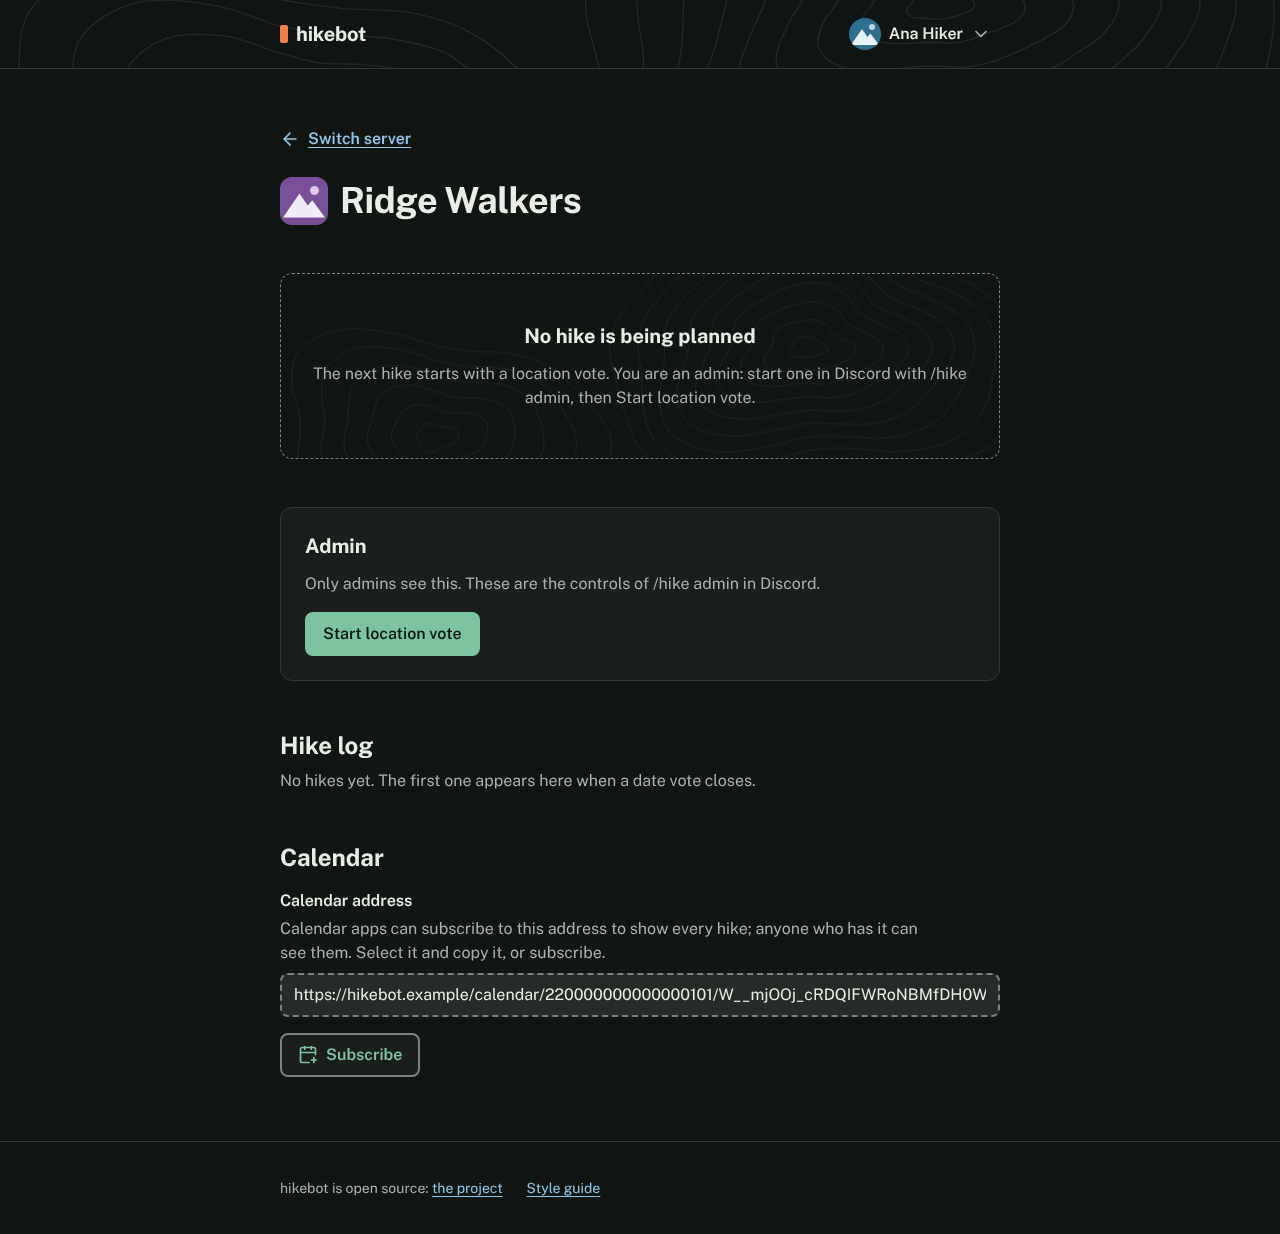 hikebot
Ana Hiker
Switch server
Ridge Walkers
No hike is being planned
The next hike starts with a location vote. You are an admin: start one in Discord with /hike
admin, then Start location vote.
Admin
Only admins see this. These are the controls of /hike admin in Discord.
Start location vote
Hike log
No hikes yet. The first one appears here when a date vote closes.
Calendar
Calendar address
Calendar apps can subscribe to this address to show every hike; anyone who has it can
see them. Select it and copy it, or subscribe.
https://hikebot.example/calendar/220000000000000101/W__mjOOj_cRDQIFWRoNBMfDH0W
Subscribe
hikebot is open source: the project
Style guide